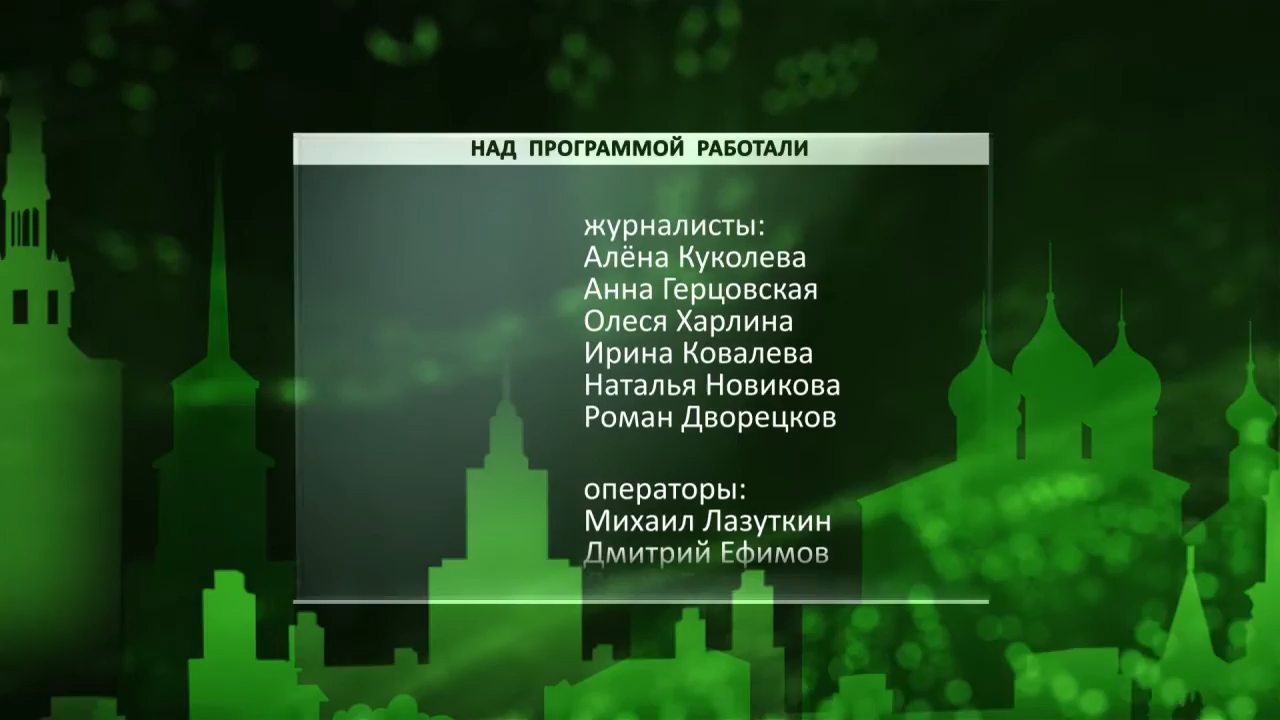 НАД ПРОГРАММОЙ РАБОТАЛИ
журналисты:
Алёна Куколева
Анна Герцовская
Олеся Харлина
Ирина Ковалева
Наталья Новикова
Роман Дворецков
операторы:
Михаил Лазуткин
Дмитрий Ефимов